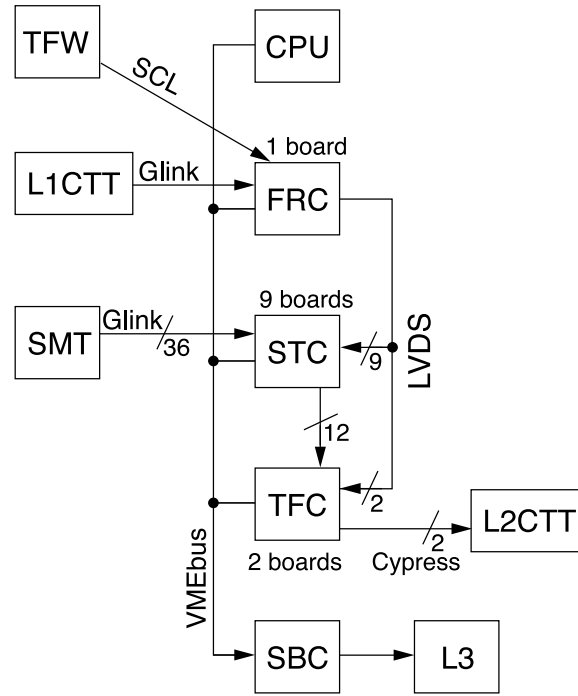 TFW
CPU
SCL
1 board
L1CTT
Glink
FRC
9 boards
SMT
Glink
36
STC
9
LVDS
12
TFC
2
L2CTT
2
2 boards
Cypress
VMEbus
SBC
L3